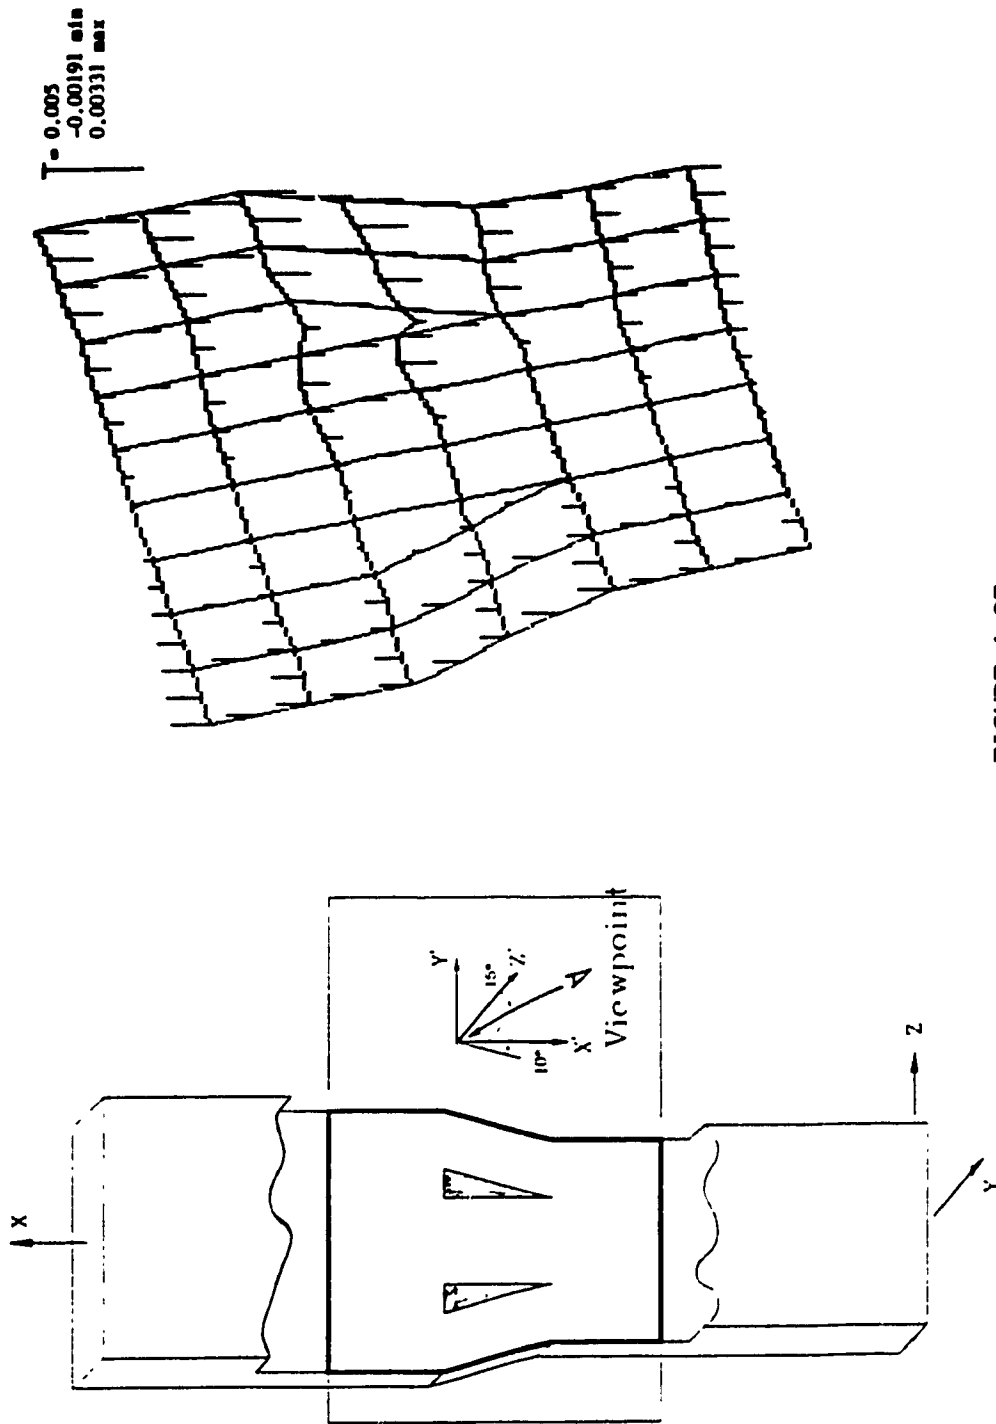 = 0.005
-0.00191 min
0.00331 max
X
Y'
15°
Z'
A
X'
10°
Viewpoint
Z
Y